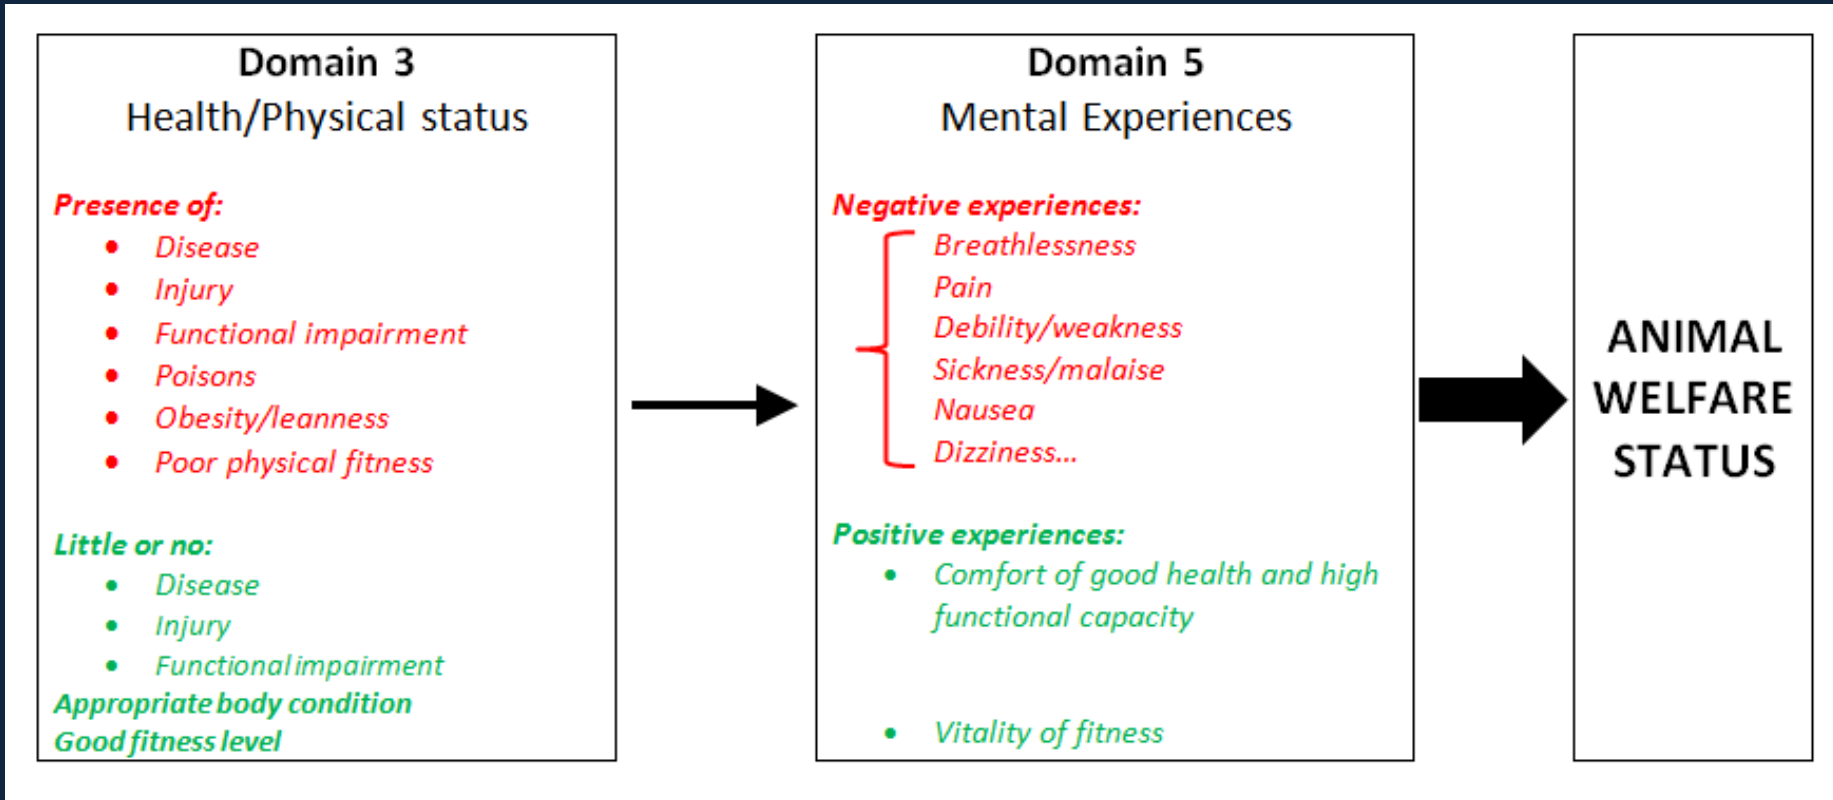 Domain 3
Health/Physical status
Presence of:
• Disease
• Injury
• Functional impairment
• Poisons
• Obesity/leanness
• Poor physical fitness
Little or no:
• Disease
• Injury
• Functional impairment
Appropriate body condition
Good fitness level
Domain 5
Mental Experiences
Negative experiences:
Breathlessness
Pain
Debility/weakness
Sickness/malaise
Nausea
Dizziness...
Positive experiences:
• Comfort of good health and high
functional capacity
• Vitality of fitness
ANIMAL
WELFARE
STATUS